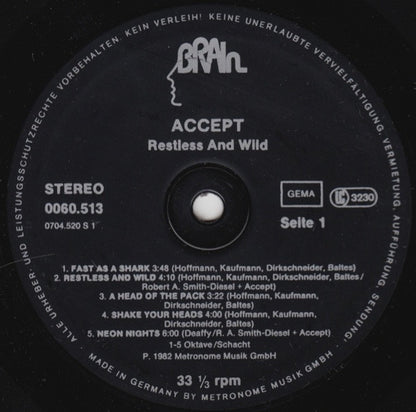 ALLE URHEBER- UND LEISTUNGSSCHUTZRECHTE VORBEHALTEN. KEIN VERLEIH! KEINE UNERLAUBTE VERVIELFÄLTIGUNG, VERMIETUNG, AUFFÜHRUNG, SENDUNG!
BRAIN
ACCEPT
Restless And Wild
STEREO
0060.513
0704.520 S 1
GEMA
LC 3230
Seite 1
1. FAST AS A SHARK 3:48 (Hoffmann, Kaufmann, Dirkschneider, Baltes)
2. RESTLESS AND WILD 4:10 (Hoffmann, Kaufmann, Dirkschneider, Baltes/
Robert A. Smith-Diesel + Accept)
3. A HEAD OF THE PACK 3:22 (Hoffmann, Kaufmann,
Dirkschneider, Baltes)
4. SHAKE YOUR HEADS 4:00 (Hoffmann, Kaufmann,
Dirkschneider, Baltes)
5. NEON NIGHTS 6:00 (Deaffy/R. A. Smith-Diesel + Accept)
1-5 Oktave/Schacht
P. 1982 Metronome Musik GmbH
33 ⅓ rpm
MADE IN GERMANY BY METRONOME MUSIK GMBH